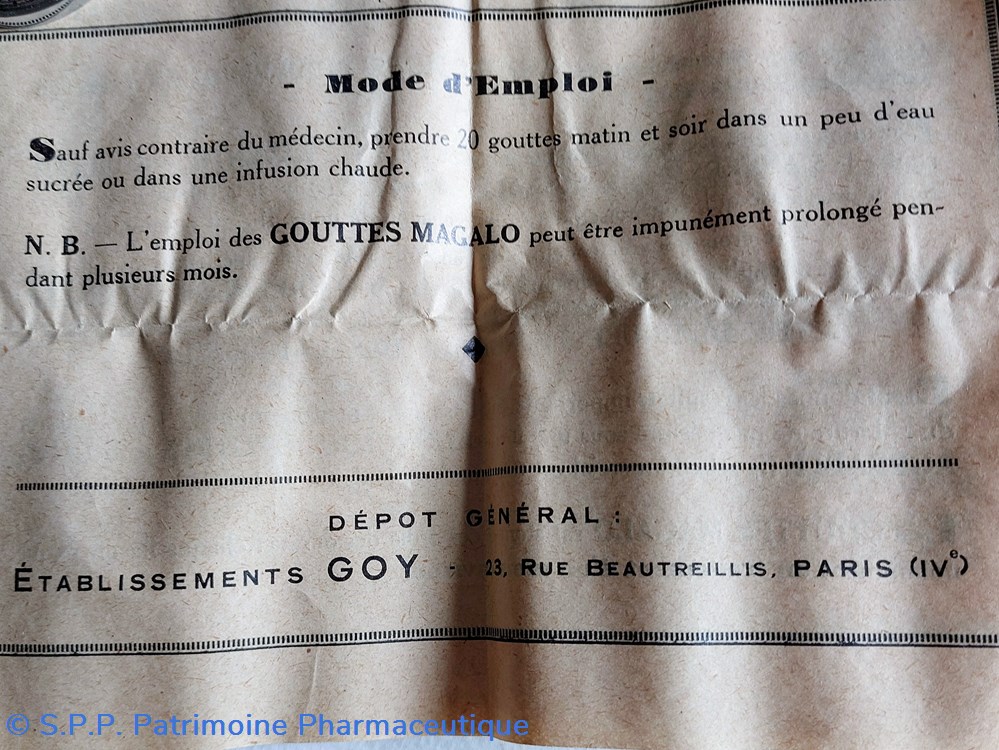 - Mode d'Emploi -
Sauf avis contraire du médecin, prendre 20 gouttes matin et soir dans un peu d'eau
sucrée ou dans une infusion chaude.
N. B. — L'emploi des GOUTTES MAGALO peut être impunément prolongé pen-
dant plusieurs mois.
DÉPOT GÉNÉRAL :
ÉTABLISSEMENTS GOY - 23, RUE BEAUTREILLIS, PARIS (IVe)
© S.P.P. Patrimoine Pharmaceutique